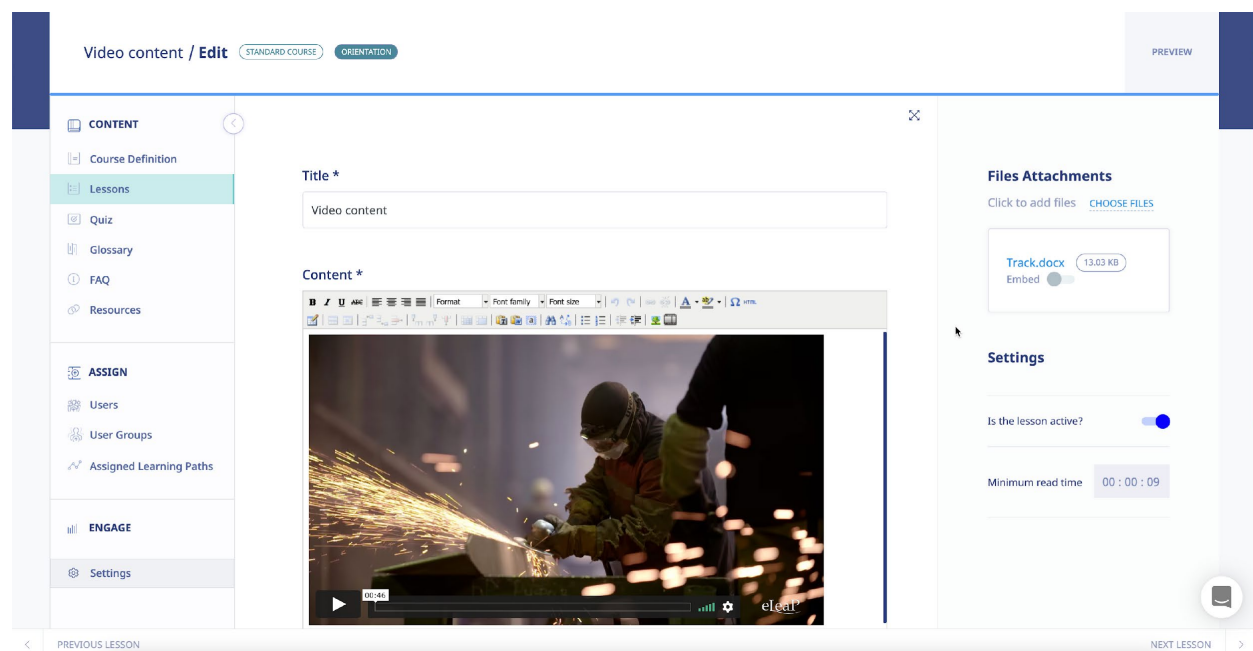 Video content / Edit STANDARD COURSE ORIENTATION
PREVIEW
CONTENT
Course Definition
Lessons
Quiz
Glossary
FAQ
Resources
ASSIGN
Users
User Groups
Assigned Learning Paths
ENGAGE
Settings
Title *
Video content
Content *
B I U ABC Format Font family Font size A ab Ω HTML
00:46
eLeaP
Files Attachments
Click to add files CHOOSE FILES
Track.docx 13.03 KB
Embed
Settings
Is the lesson active?
Minimum read time 00 : 00 : 09
PREVIOUS LESSON
NEXT LESSON